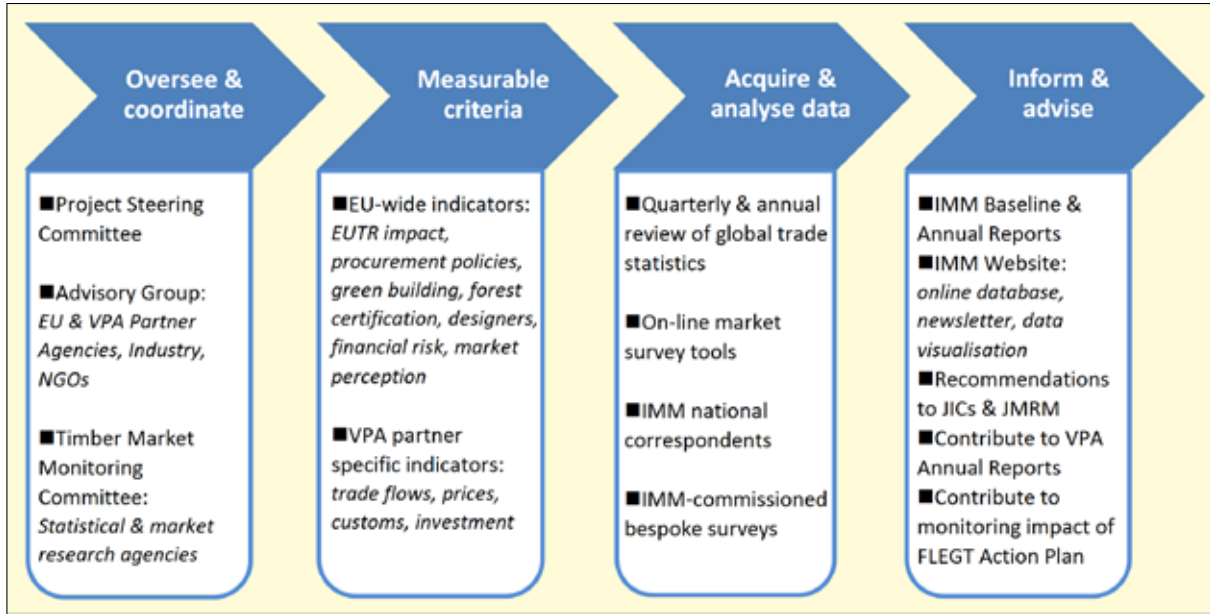 Oversee &
coordinate
■Project Steering
Committee
■Advisory Group:
EU & VPA Partner
Agencies, Industry,
NGOs
■Timber Market
Monitoring
Committee:
Statistical & market
research agencies
Measurable
criteria
■EU-wide indicators:
EUTR impact,
procurement policies,
green building, forest
certification, designers,
financial risk, market
perception
■VPA partner
specific indicators:
trade flows, prices,
customs, investment
Acquire &
analyse data
■Quarterly & annual
review of global trade
statistics
■On-line market
survey tools
■IMM national
correspondents
■IMM-commissioned
bespoke surveys
Inform &
advise
■IMM Baseline &
Annual Reports
■IMM Website:
online database,
newsletter, data
visualisation
■Recommendations
to JICs & JMRM
■Contribute to VPA
Annual Reports
■Contribute to
monitoring impact of
FLEGT Action Plan